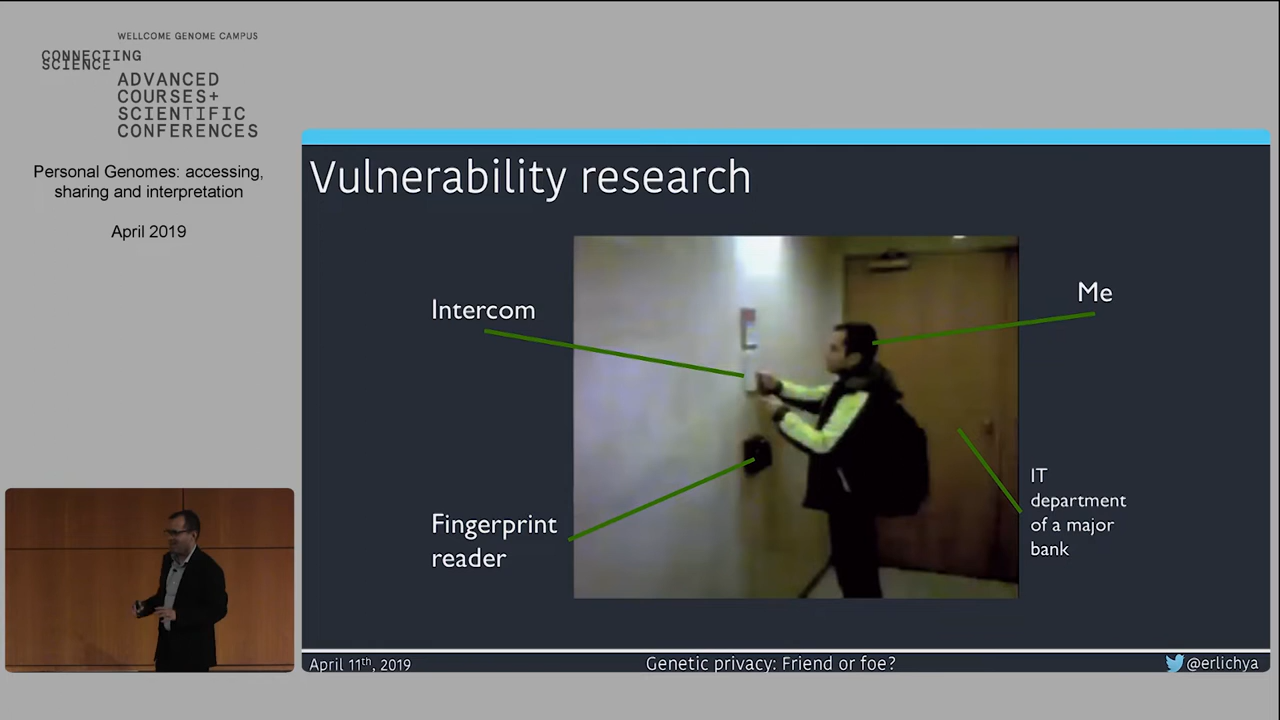 WELLCOME GENOME CAMPUS
CONNECTING
SCIENCE
ADVANCED
COURSES+
SCIENTIFIC
CONFERENCES
Personal Genomes: accessing,
sharing and interpretation
April 2019
Vulnerability research
Intercom
Me
Fingerprint
reader
IT
department
of a major
bank
April 11th, 2019
Genetic privacy: Friend or foe?
@erlichya